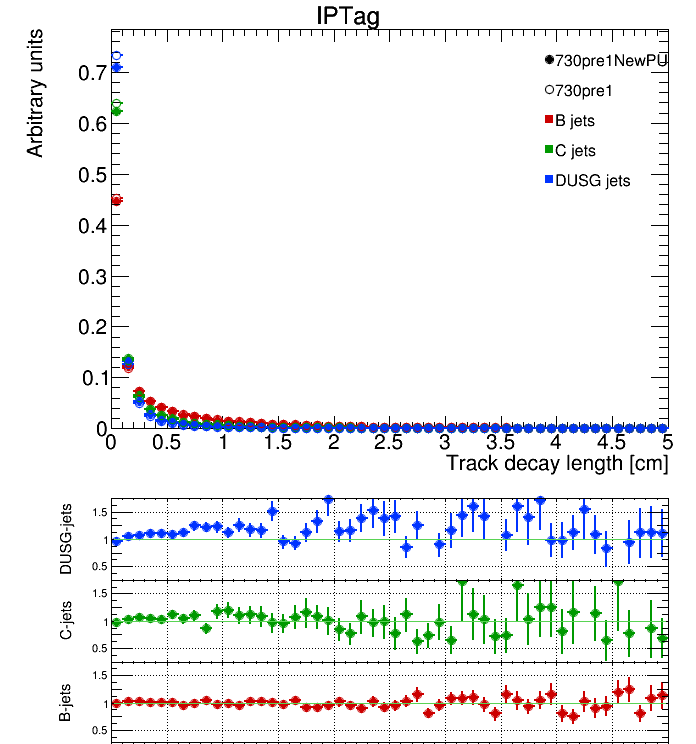 IPTag
Arbitrary units
0.7
0.6
0.5
0.4
0.3
0.2
0.1
0
730pre1NewPU
730pre1
B jets
C jets
DUSG jets
0 0.5 1 1.5 2 2.5 3 3.5 4 4.5 5
Track decay length [cm]
DUSG-jets
1.5
1
0.5
C-jets
1.5
1
0.5
B-jets
1.5
1
0.5